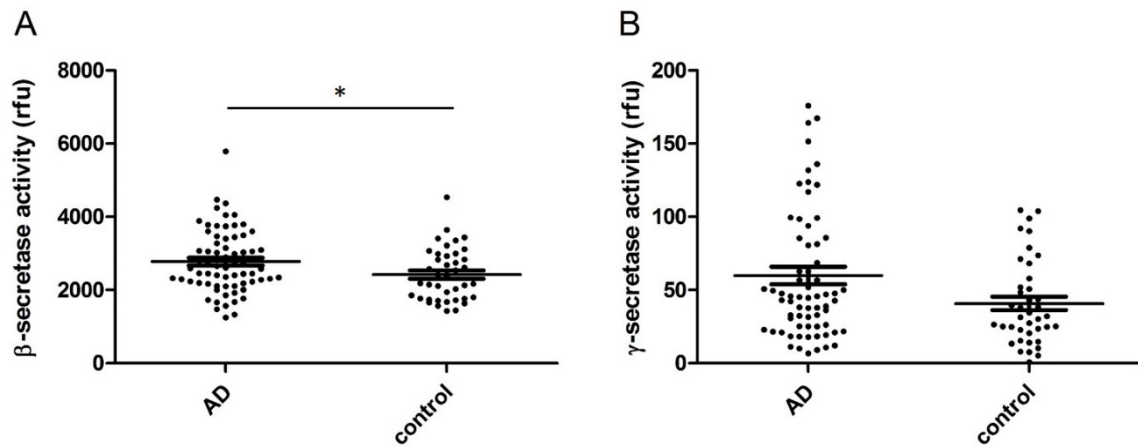 A
β-secretase activity (rfu)
8000
6000
4000
2000
0
*
AD
control
B
γ-secretase activity (rfu)
200
150
100
50
0
AD
control